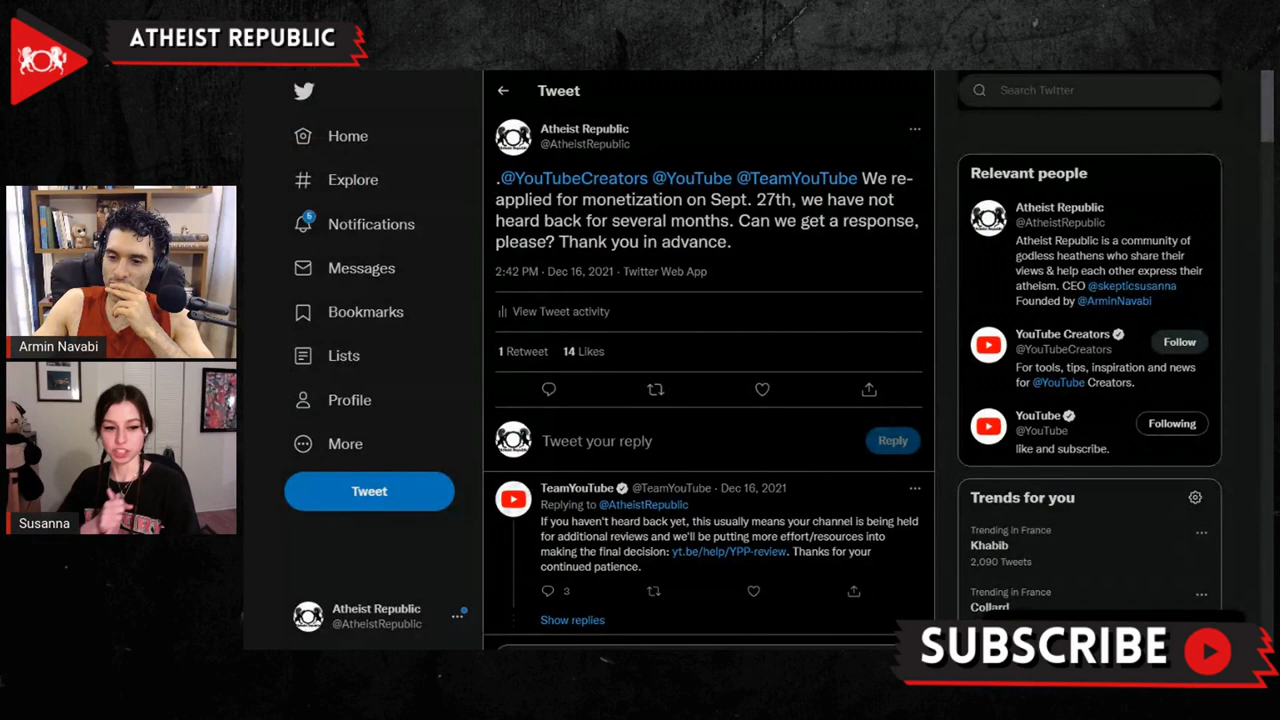 ATHEIST REPUBLIC
Armin Navabi
Susanna
Home
Explore
5
Notifications
Messages
Bookmarks
Lists
Profile
More
Tweet
Atheist Republic
@AtheistRepublic
Tweet
Atheist Republic
@AtheistRepublic
.@YouTubeCreators @YouTube @TeamYouTube We re-
applied for monetization on Sept. 27th, we have not
heard back for several months. Can we get a response,
please? Thank you in advance.
2:42 PM · Dec 16, 2021 · Twitter Web App
View Tweet activity
1 Retweet 14 Likes
Tweet your reply
Reply
TeamYouTube @TeamYouTube · Dec 16, 2021
Replying to @AtheistRepublic
If you haven't heard back yet, this usually means your channel is being held
for additional reviews and we'll be putting more effort/resources into
making the final decision: yt.be/help/YPP-review. Thanks for your
continued patience.
3
Show replies
Search Twitter
Relevant people
Atheist Republic
@AtheistRepublic
Atheist Republic is a community of
godless heathens who share their
views & help each other express their
atheism. CEO @skepticsusanna
Founded by @ArminNavabi
YouTube Creators
@YouTubeCreators
Follow
For tools, tips, inspiration and news
for @YouTube Creators.
YouTube
@YouTube
Following
like and subscribe.
Trends for you
Trending in France
Khabib
2,090 Tweets
Trending in France
Collard
SUBSCRIBE